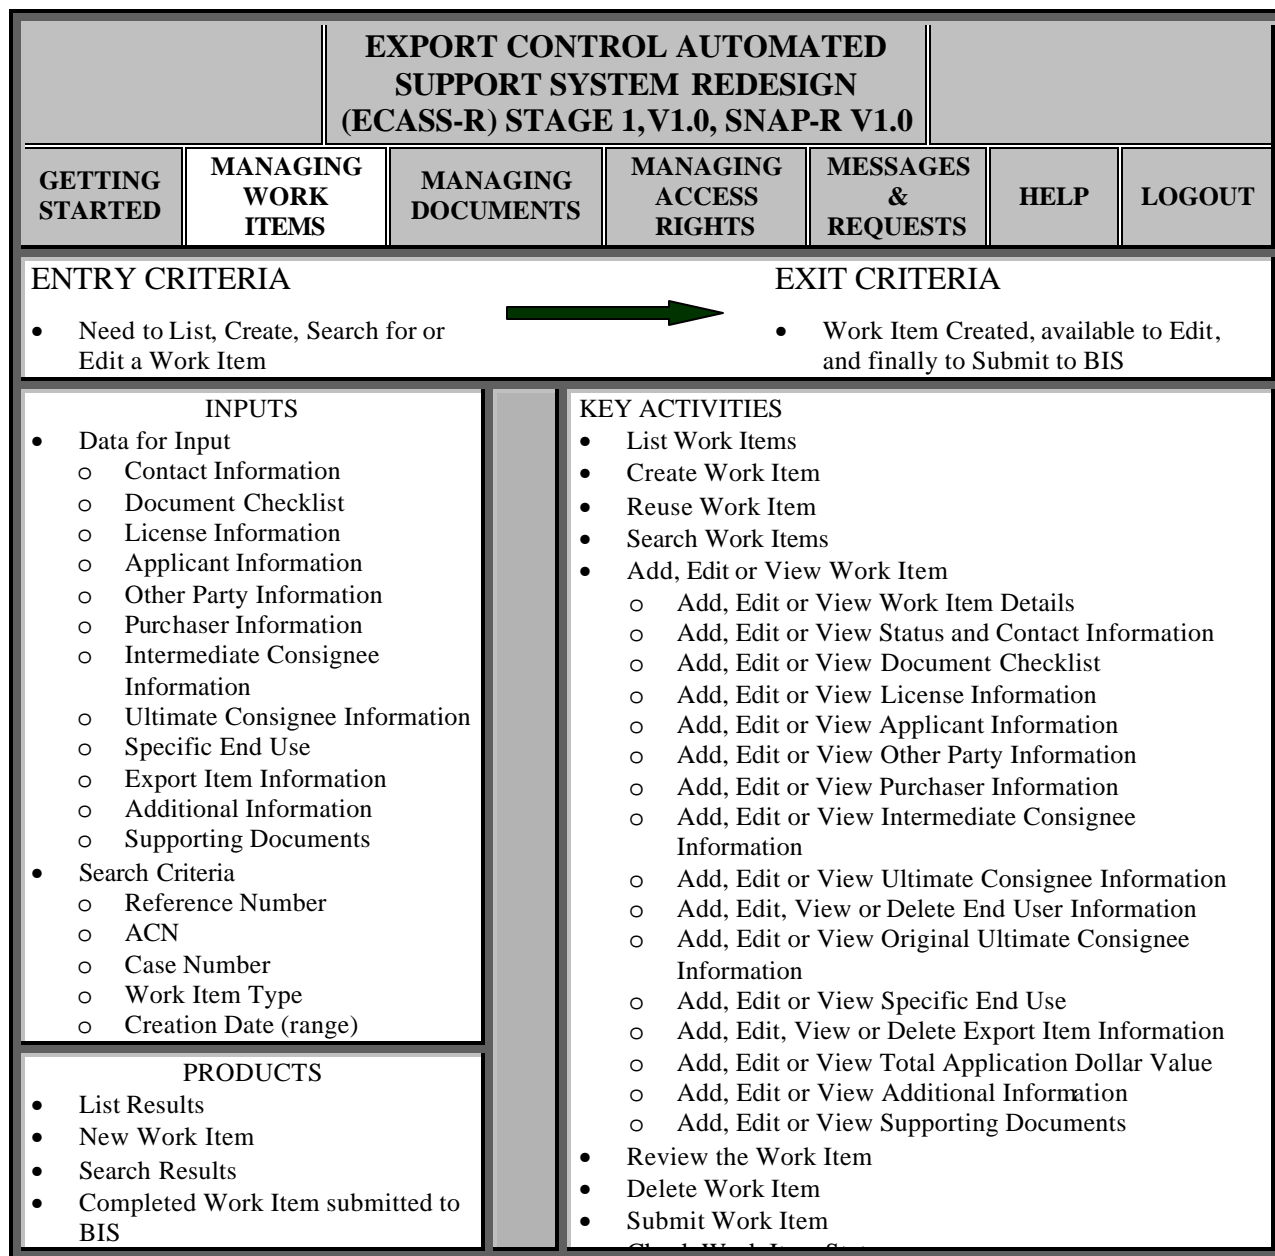 EXPORT CONTROL AUTOMATED
SUPPORT SYSTEM REDESIGN
(ECASS-R) STAGE 1,V1.0, SNAP-R V1.0
GETTING
STARTED
MANAGING
WORK
ITEMS
MANAGING
DOCUMENTS
MANAGING
ACCESS
RIGHTS
MESSAGES
&
REQUESTS
HELP
LOGOUT
ENTRY CRITERIA
• Need to List, Create, Search for or
Edit a Work Item
EXIT CRITERIA
• Work Item Created, available to Edit,
and finally to Submit to BIS
INPUTS
• Data for Input
o Contact Information
o Document Checklist
o License Information
o Applicant Information
o Other Party Information
o Purchaser Information
o Intermediate Consignee
Information
o Ultimate Consignee Information
o Specific End Use
o Export Item Information
o Additional Information
o Supporting Documents
• Search Criteria
o Reference Number
o ACN
o Case Number
o Work Item Type
o Creation Date (range)
PRODUCTS
• List Results
• New Work Item
• Search Results
• Completed Work Item submitted to
BIS
KEY ACTIVITIES
• List Work Items
• Create Work Item
• Reuse Work Item
• Search Work Items
• Add, Edit or View Work Item
o Add, Edit or View Work Item Details
o Add, Edit or View Status and Contact Information
o Add, Edit or View Document Checklist
o Add, Edit or View License Information
o Add, Edit or View Applicant Information
o Add, Edit or View Other Party Information
o Add, Edit or View Purchaser Information
o Add, Edit or View Intermediate Consignee
Information
o Add, Edit or View Ultimate Consignee Information
o Add, Edit, View or Delete End User Information
o Add, Edit or View Original Ultimate Consignee
Information
o Add, Edit or View Specific End Use
o Add, Edit, View or Delete Export Item Information
o Add, Edit or View Total Application Dollar Value
o Add, Edit or View Additional Information
o Add, Edit or View Supporting Documents
• Review the Work Item
• Delete Work Item
• Submit Work Item